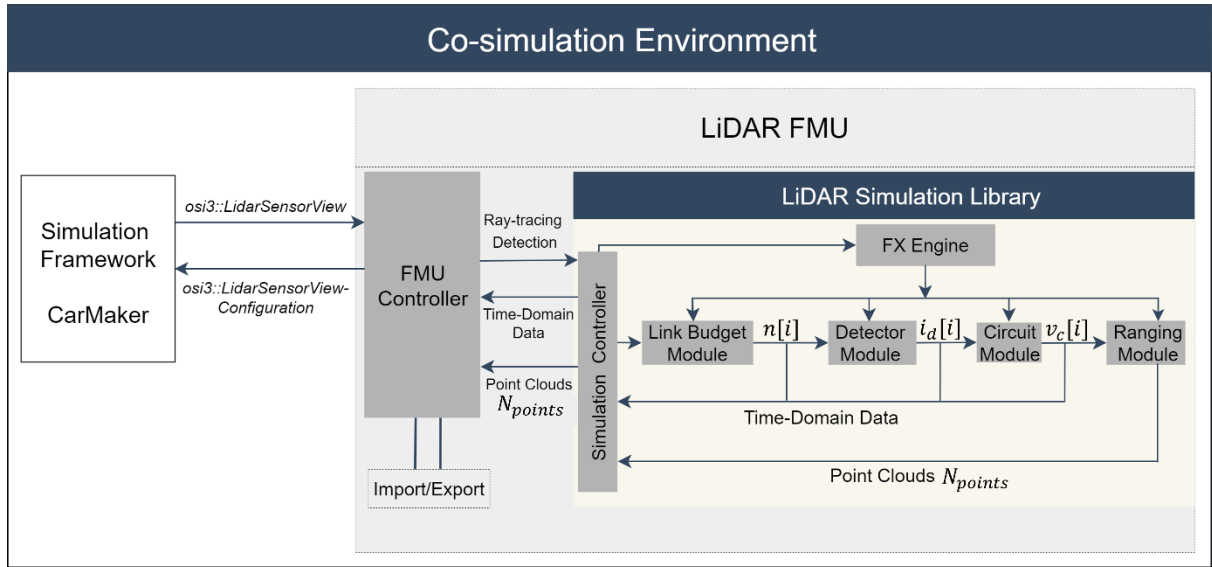 Co-simulation Environment
LiDAR FMU
Simulation
Framework
CarMaker
osi3::LidarSensorView
osi3::LidarSensorView-
Configuration
FMU
Controller
Import/Export
Ray-tracing
Detection
Time-Domain
Data
Point Clouds
N_points
LiDAR Simulation Library
Simulation Controller
FX Engine
Link Budget
Module
n[i]
Detector
Module
i_d[i]
Circuit
Module
v_c[i]
Ranging
Module
Time-Domain Data
Point Clouds N_points